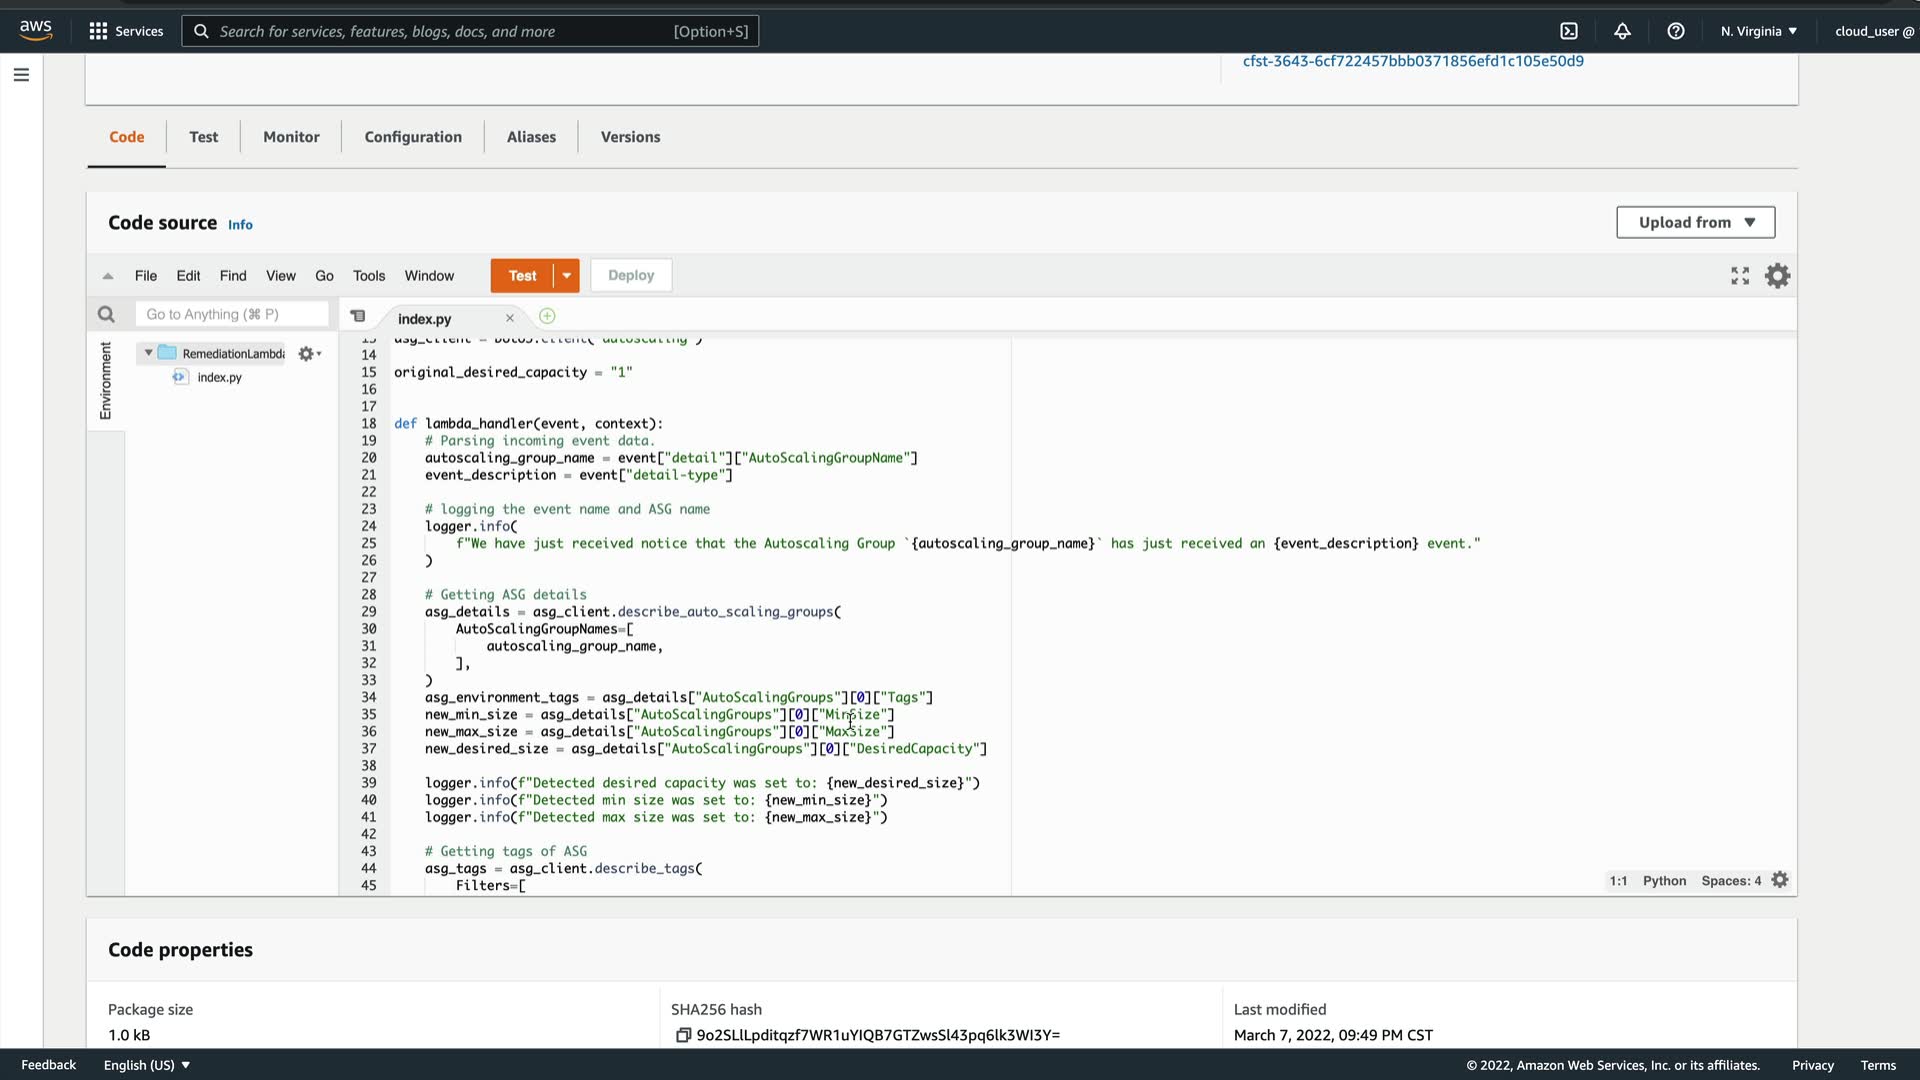 aws
Services
Search for services, features, blogs, docs, and more
[Option+S]
N. Virginia ▼
cloud_user @
cfst-3643-6cf722457bbb0371856efd1c105e50d9
Code
Test
Monitor
Configuration
Aliases
Versions
Code source Info
Upload from ▼
File Edit Find View Go Tools Window
Test
Deploy
Go to Anything (⌘ P)
index.py
Environment
RemediationLambda
index.py
13 asg_client = boto3.client("autoscaling")
14
15 original_desired_capacity = "1"
16
17
18 def lambda_handler(event, context):
19     # Parsing incoming event data.
20     autoscaling_group_name = event["detail"]["AutoScalingGroupName"]
21     event_description = event["detail-type"]
22
23     # logging the event name and ASG name
24     logger.info(
25         f"We have just received notice that the Autoscaling Group `{autoscaling_group_name}` has just received an {event_description} event."
26     )
27
28     # Getting ASG details
29     asg_details = asg_client.describe_auto_scaling_groups(
30         AutoScalingGroupNames=[
31             autoscaling_group_name,
32         ],
33     )
34     asg_environment_tags = asg_details["AutoScalingGroups"][0]["Tags"]
35     new_min_size = asg_details["AutoScalingGroups"][0]["MinSize"]
36     new_max_size = asg_details["AutoScalingGroups"][0]["MaxSize"]
37     new_desired_size = asg_details["AutoScalingGroups"][0]["DesiredCapacity"]
38
39     logger.info(f"Detected desired capacity was set to: {new_desired_size}")
40     logger.info(f"Detected min size was set to: {new_min_size}")
41     logger.info(f"Detected max size was set to: {new_max_size}")
42
43     # Getting tags of ASG
44     asg_tags = asg_client.describe_tags(
45         Filters=[
1:1 Python Spaces: 4
Code properties
Package size
1.0 kB
SHA256 hash
9o2SLlLpditqzf7WR1uYIQB7GTZwsSl43pq6lk3WI3Y=
Last modified
March 7, 2022, 09:49 PM CST
Feedback
English (US) ▼
© 2022, Amazon Web Services, Inc. or its affiliates.
Privacy
Terms